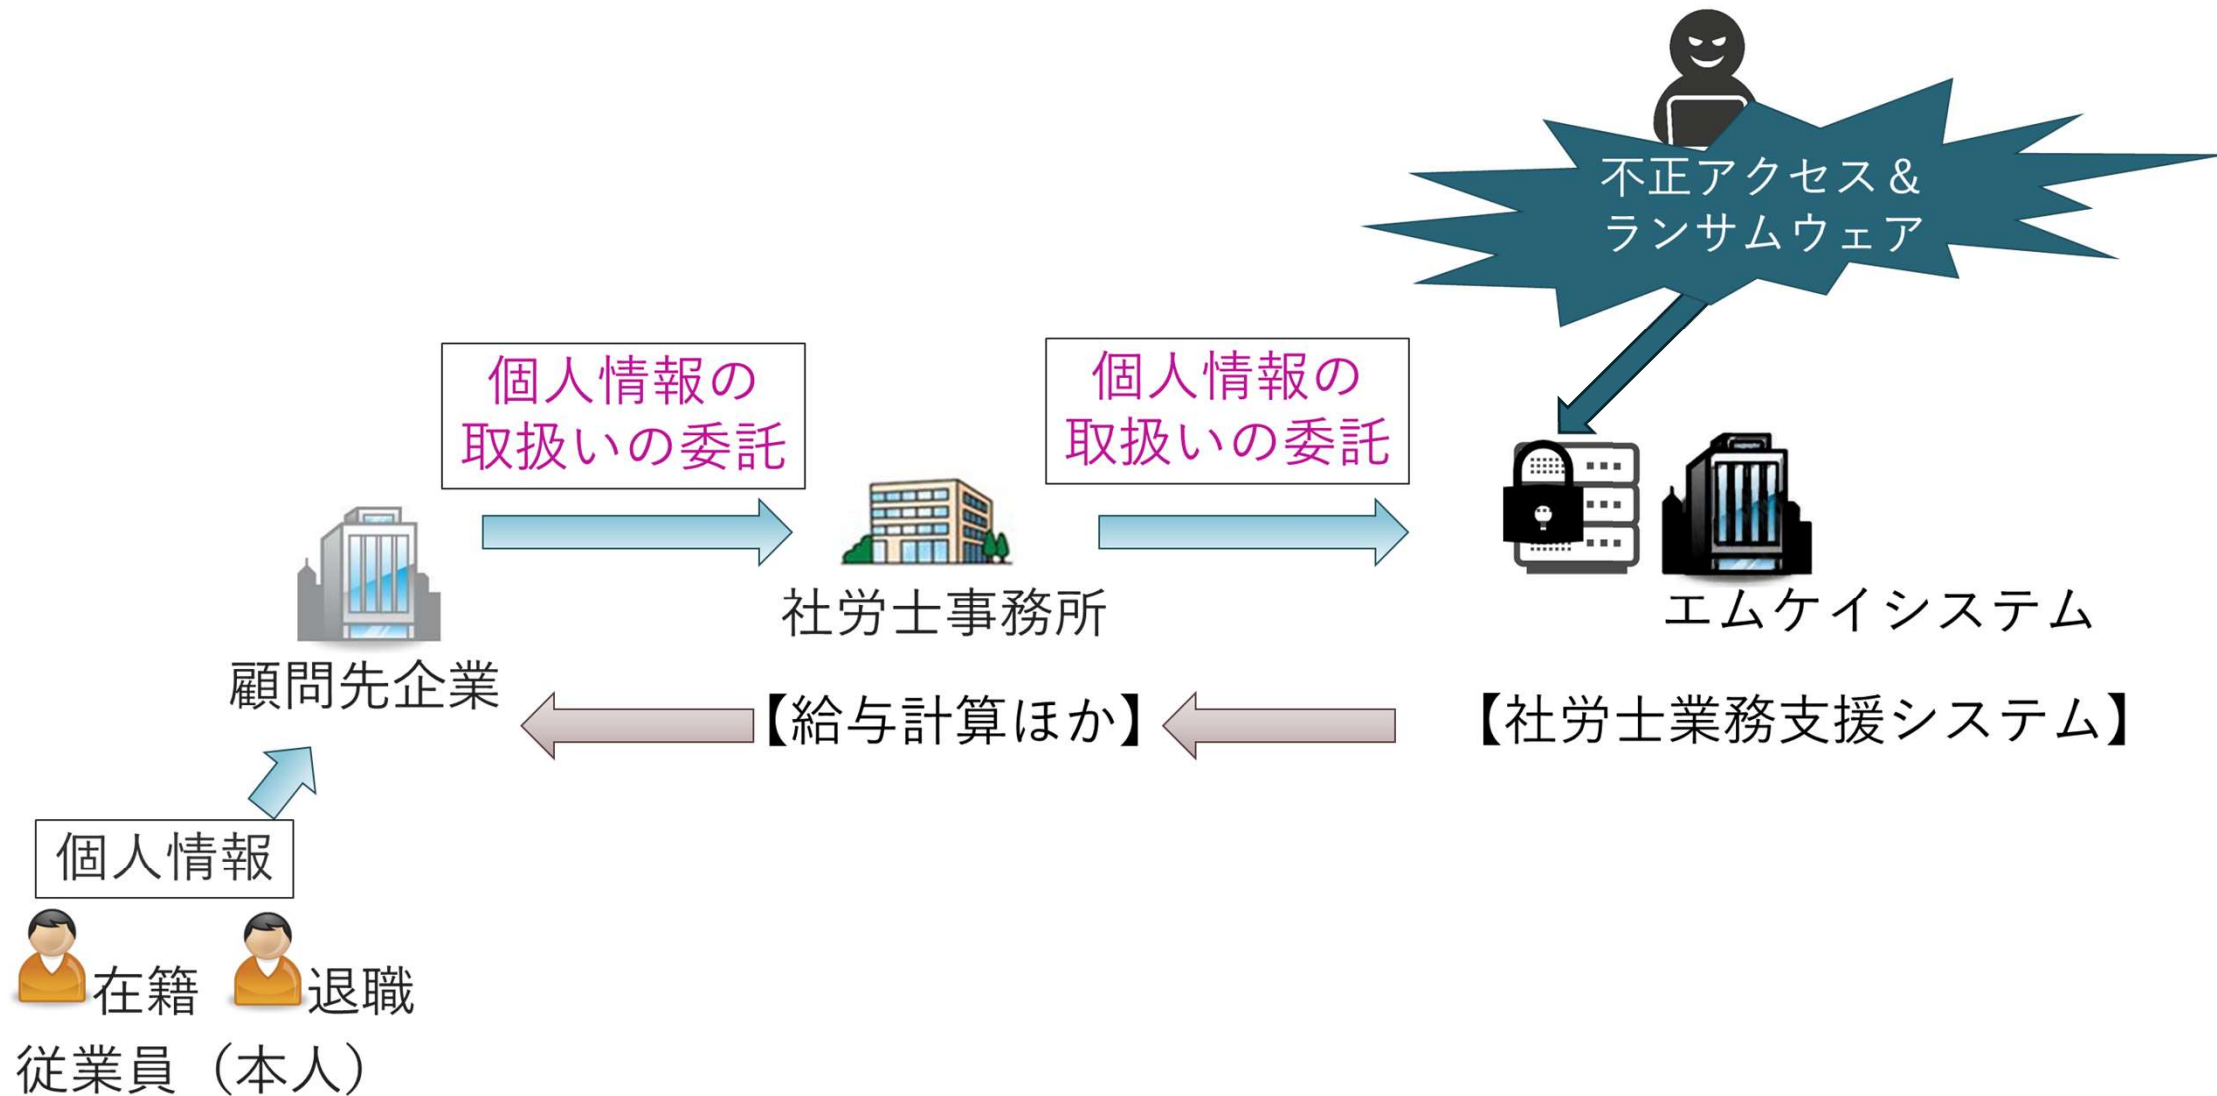 不正アクセス＆
ランサムウェア
個人情報の
取扱いの委託
個人情報の
取扱いの委託
社労士事務所
エムケイシステム
顧問先企業
【給与計算ほか】
【社労士業務支援システム】
個人情報
在籍
退職
従業員（本人）